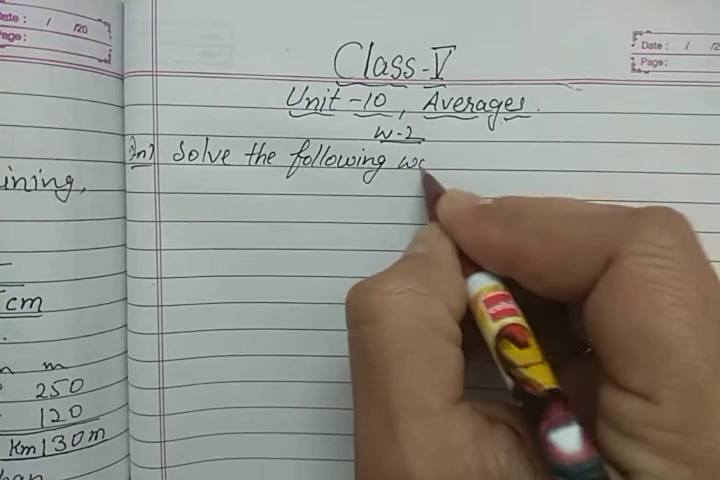 Date: / /20
Page:
ining,
cm
m
250
120
Km 130m
Date: / /2
Page:
Class-V
Unit-10, Averages.
W-2
Qn1 Solve the following wo